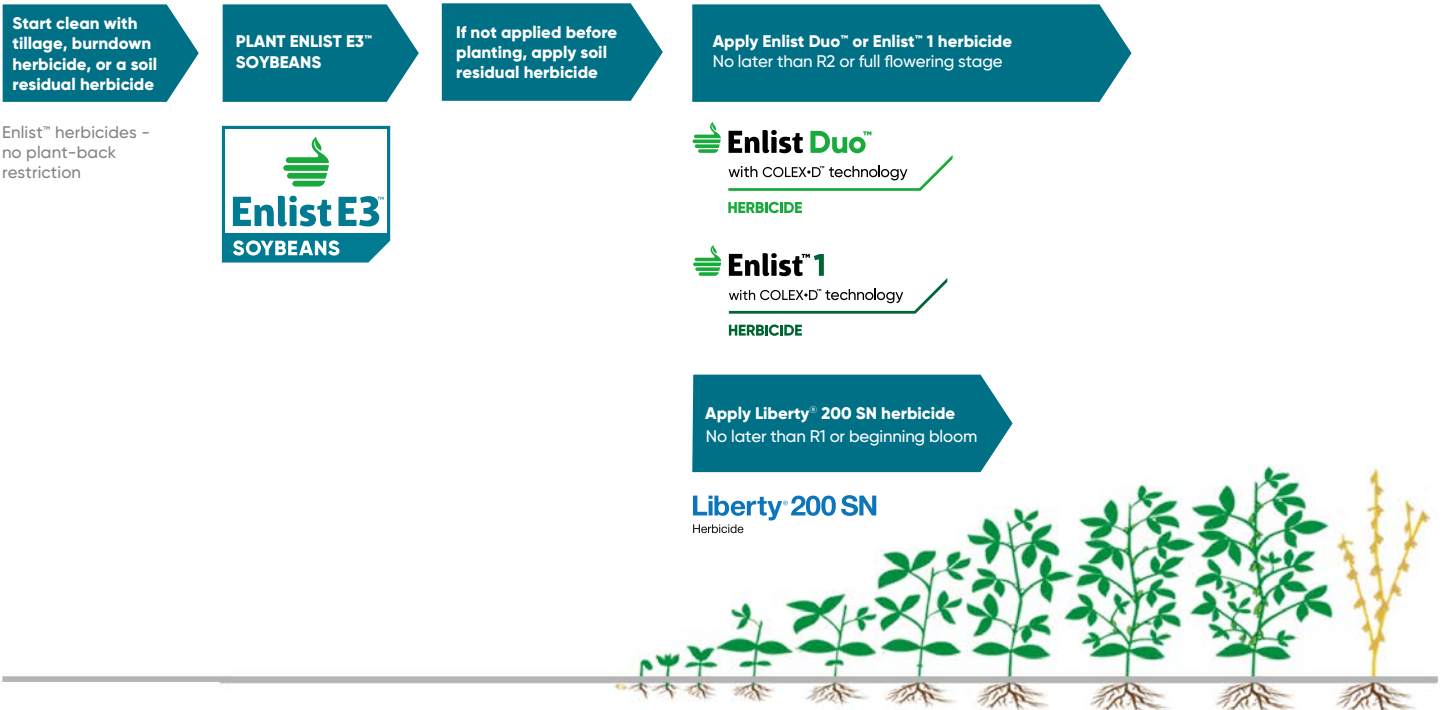 Start clean with
tillage, burndown
herbicide, or a soil
residual herbicide
Enlist™ herbicides -
no plant-back
restriction
PLANT ENLIST E3™
SOYBEANS
Enlist E3™
SOYBEANS
If not applied before
planting, apply soil
residual herbicide
Apply Enlist Duo™ or Enlist™ 1 herbicide
No later than R2 or full flowering stage
Enlist Duo™
with COLEX•D™ technology
HERBICIDE
Enlist™ 1
with COLEX•D™ technology
HERBICIDE
Apply Liberty® 200 SN herbicide
No later than R1 or beginning bloom
Liberty® 200 SN
Herbicide